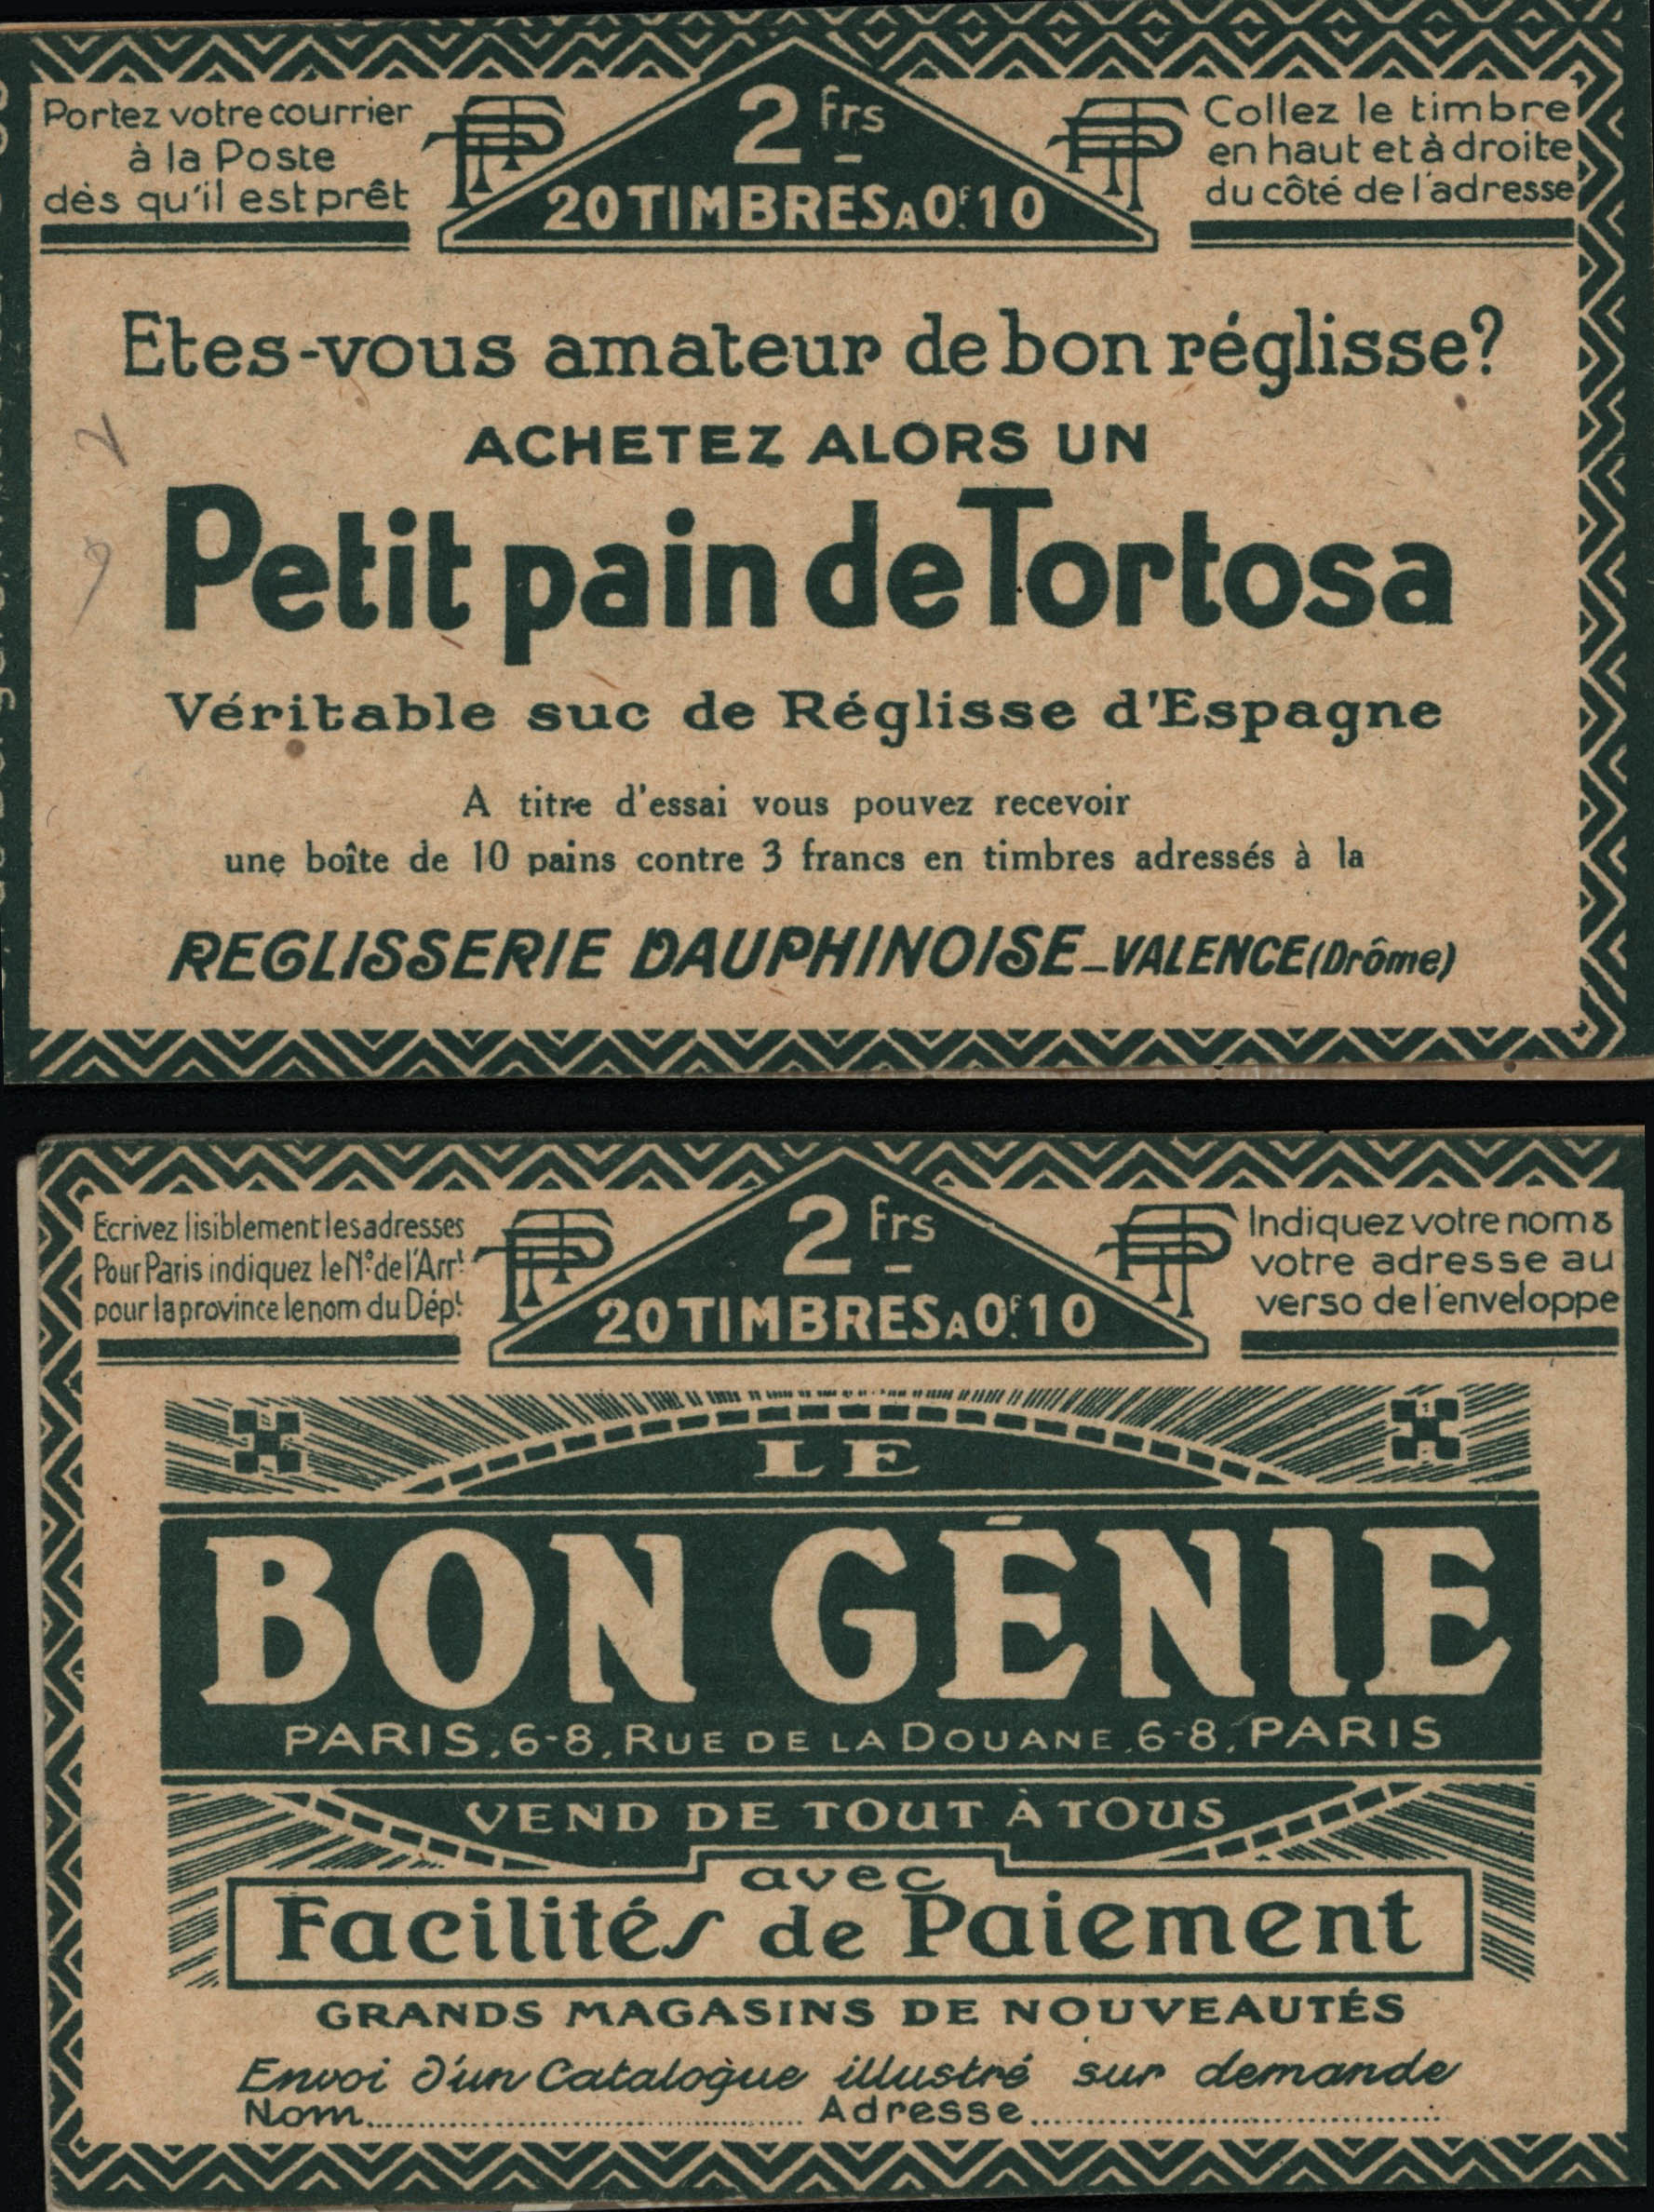 Portez votre courrier
à la Poste
dès qu'il est prêt
PTT
2 frs
20 TIMBRES A 0f.10
PTT
Collez le timbre
en haut et à droite
du côté de l'adresse
Etes-vous amateur de bon réglisse?
ACHETEZ ALORS UN
Petit pain de Tortosa
Véritable suc de Réglisse d'Espagne
A titre d'essai vous pouvez recevoir
une boîte de 10 pains contre 3 francs en timbres adressés à la
REGLISSERIE DAUPHINOISE_VALENCE (Drôme)
Ecrivez lisiblement les adresses
Pour Paris indiquez le No de l'Arrt
pour la province le nom du Dépt
PTT
2 frs
20 TIMBRES A 0f.10
PTT
Indiquez votre nom &
votre adresse au
verso de l'enveloppe
LE
BON GÉNIE
PARIS, 6-8, RUE DE LA DOUANE, 6-8, PARIS
VEND DE TOUT À TOUS
avec
Facilités de Paiement
GRANDS MAGASINS DE NOUVEAUTÉS
Envoi d'un Catalogue illustré sur demande
Nom.......... Adresse..........